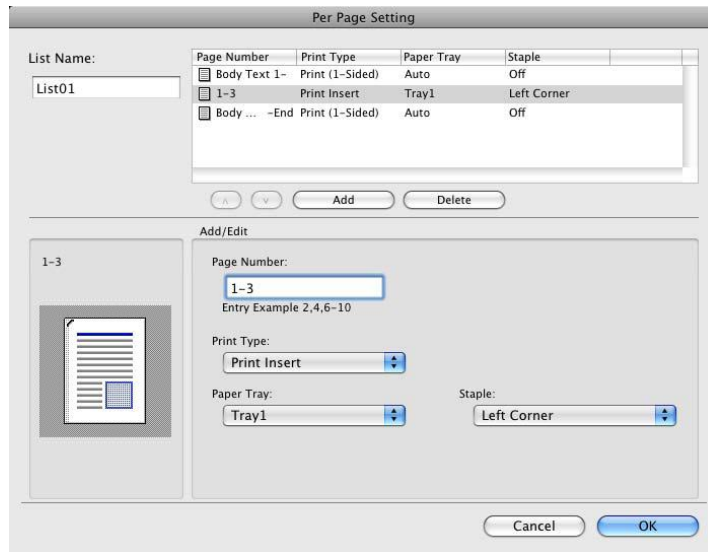 Per Page Setting
List Name:
List01
Page Number Print Type Paper Tray Staple
Body Text 1- Print (1-Sided) Auto Off
1-3 Print Insert Tray1 Left Corner
Body ... -End Print (1-Sided) Auto Off
Add Delete
Add/Edit
1-3
Page Number:
1-3
Entry Example 2,4,6-10
Print Type:
Print Insert
Paper Tray: Staple:
Tray1 Left Corner
Cancel OK